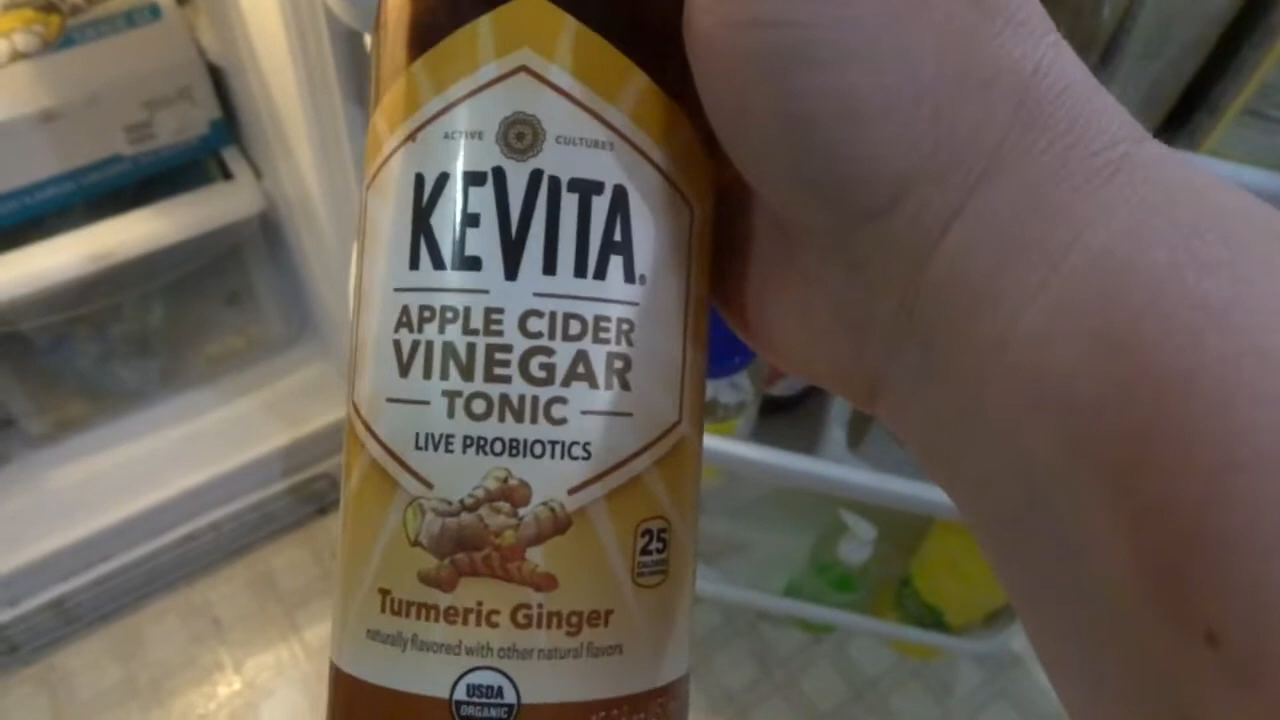 ACTIVE CULTURES
KEVITA®
APPLE CIDER
VINEGAR
TONIC
LIVE PROBIOTICS
25
CALORIES
Turmeric Ginger
naturally flavored with other natural flavors
USDA
ORGANIC